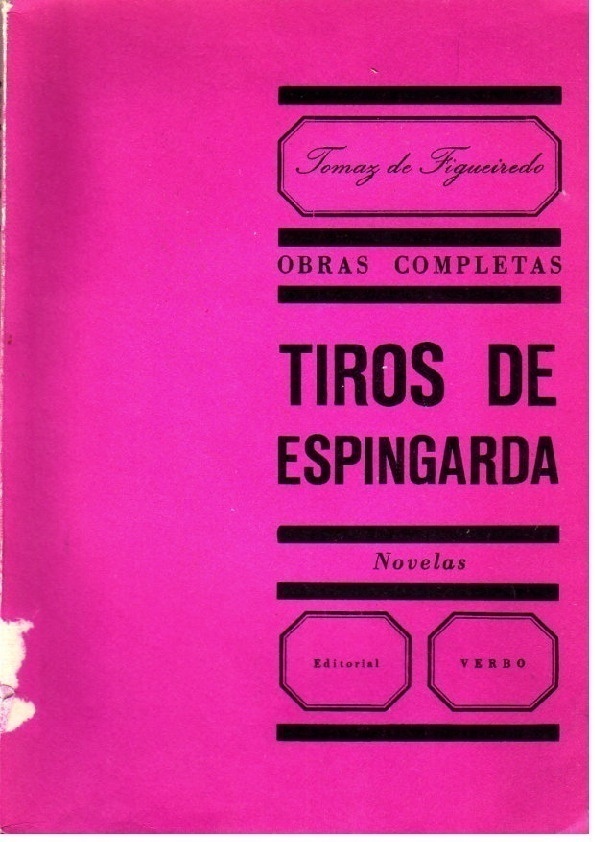 Tomaz de Figueiredo
OBRAS COMPLETAS
TIROS DE
ESPINGARDA
Novelas
Editorial VERBO